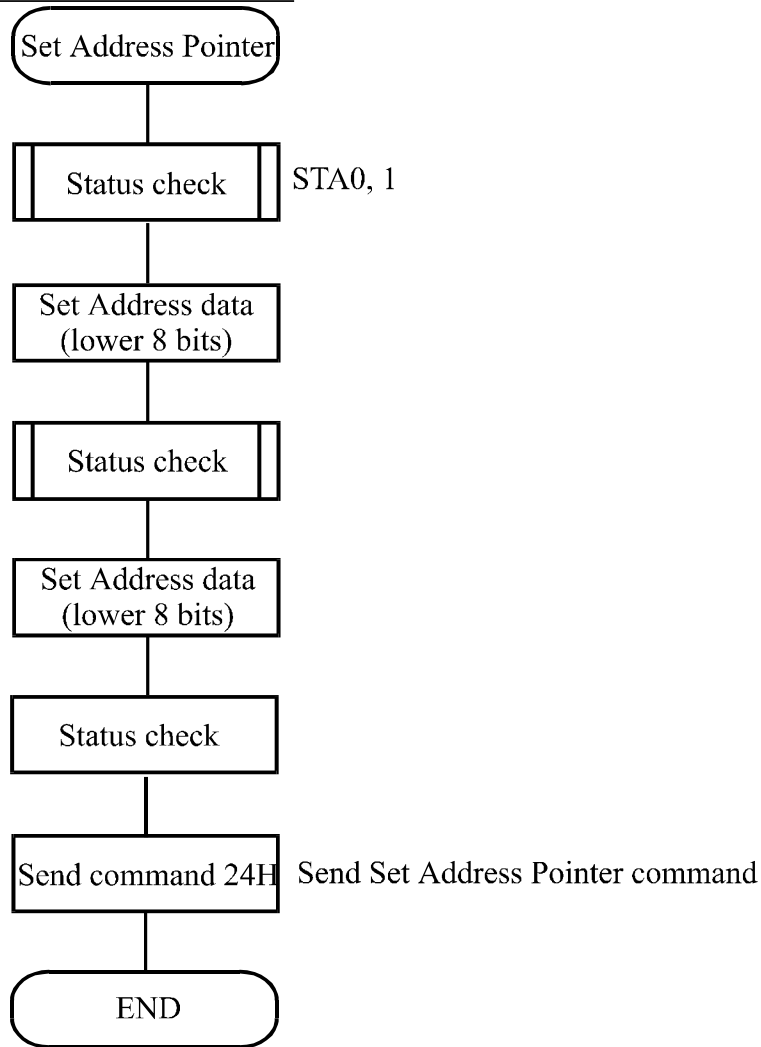 Set Address Pointer
Status check
STA0, 1
Set Address data
(lower 8 bits)
Status check
Set Address data
(lower 8 bits)
Status check
Send command 24H
Send Set Address Pointer command
END